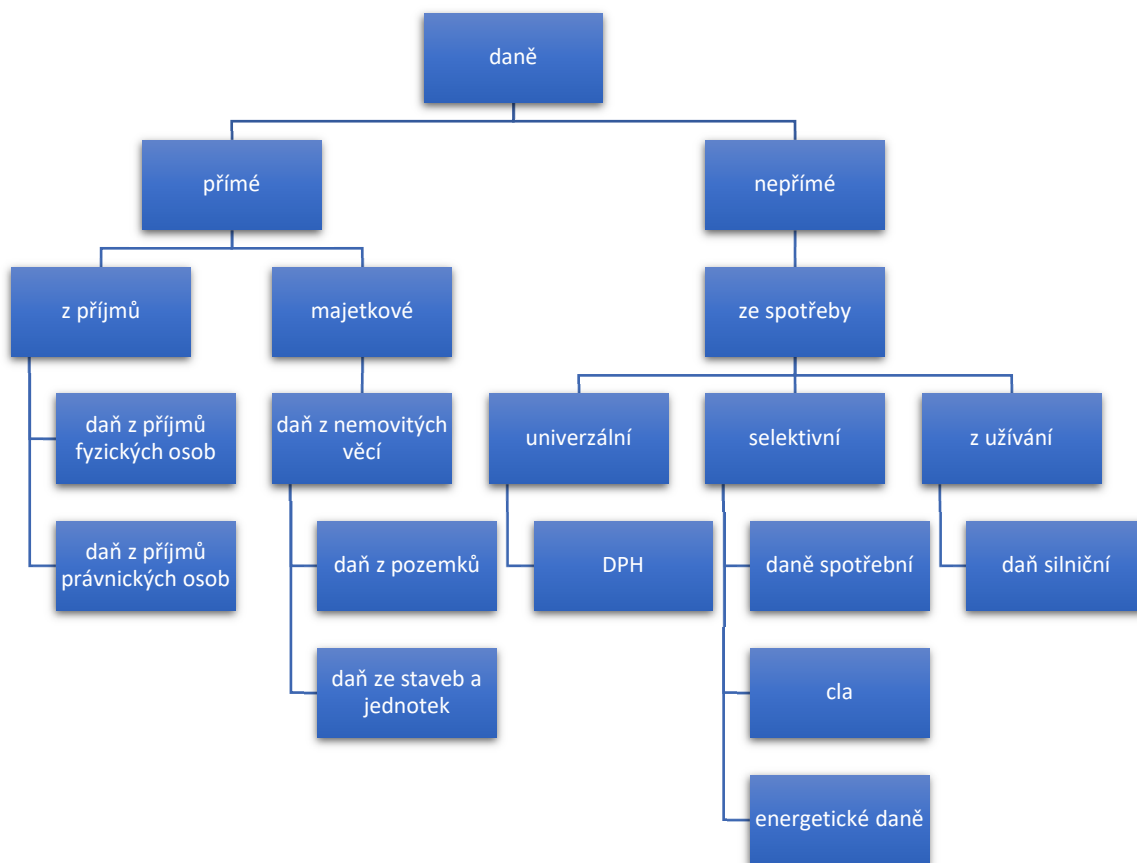 daně
přímé
nepřímé
z příjmů
majetkové
ze spotřeby
daň z příjmů
fyzických osob
daň z nemovitých
věcí
univerzální
selektivní
z užívání
daň z příjmů
právnických osob
daň z pozemků
DPH
daně spotřební
daň silniční
daň ze staveb a
jednotek
cla
energetické daně